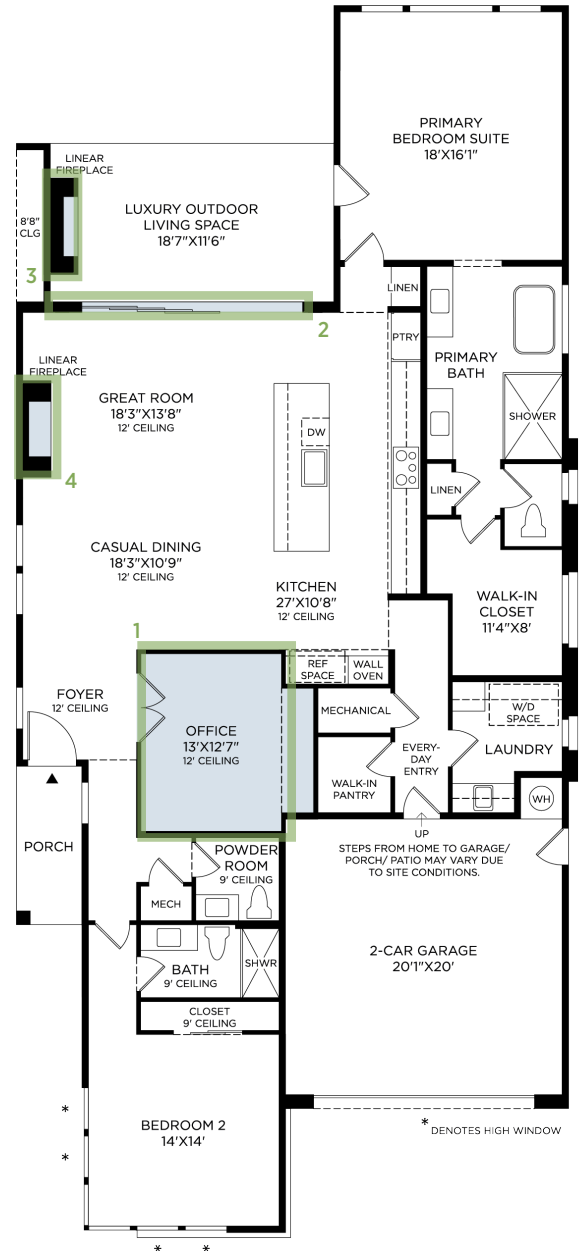 PRIMARY
BEDROOM SUITE
18'X16'1"
LINEAR
FIREPLACE
8'8"
CLG
LUXURY OUTDOOR
LIVING SPACE
18'7"X11'6"
3
LINEN
2
PTRY
PRIMARY
BATH
LINEAR
FIREPLACE
GREAT ROOM
18'3"X13'8"
12' CEILING
SHOWER
DW
4
LINEN
CASUAL DINING
18'3"X10'9"
12' CEILING
KITCHEN
27'X10'8"
12' CEILING
WALK-IN
CLOSET
11'4"X8'
1
REF
SPACE
WALL
OVEN
FOYER
12' CEILING
MECHANICAL
W/D
SPACE
OFFICE
13'X12'7"
12' CEILING
EVERY-
DAY
ENTRY
LAUNDRY
WALK-IN
PANTRY
WH
UP
PORCH
POWDER
ROOM
9' CEILING
STEPS FROM HOME TO GARAGE/
PORCH/ PATIO MAY VARY DUE
TO SITE CONDITIONS.
MECH
2-CAR GARAGE
20'1"X20'
BATH
9' CEILING
SHWR
CLOSET
9' CEILING
*
BEDROOM 2
14'X14'
* DENOTES HIGH WINDOW
*
* *